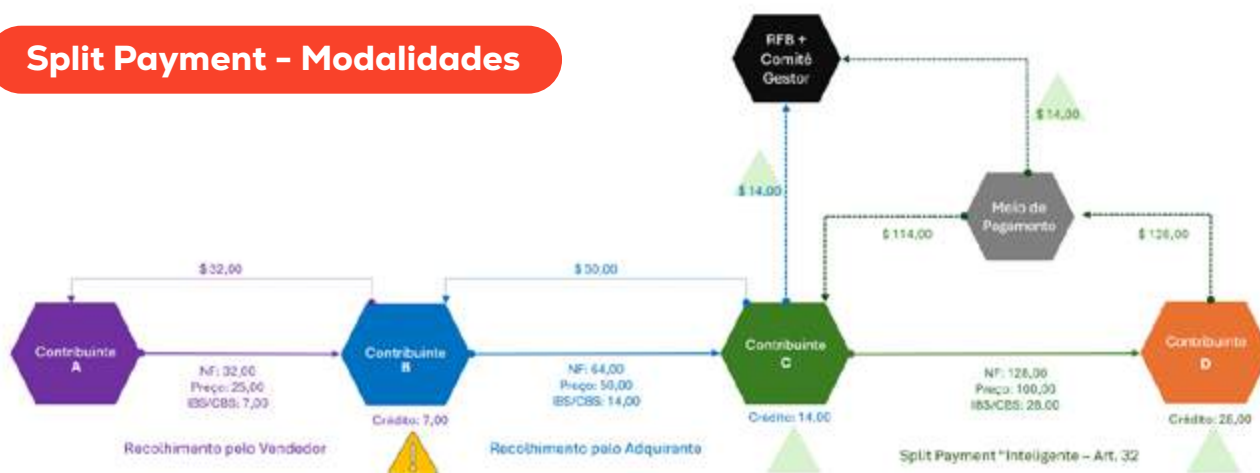 Split Payment - Modalidades
RFB +
Comitê
Gestor
$ 14,00
$ 14,00
Meio de
Pagamento
$ 114,00
$ 128,00
$ 32,00
$ 50,00
Contribuinte
A
Contribuinte
B
Contribuinte
C
Contribuinte
D
NF: 32,00
Preço: 25,00
IBS/CBS: 7,00
NF: 64,00
Preço: 50,00
IBS/CBS: 14,00
NF: 128,00
Preço: 100,00
IBS/CBS: 28,00
Crédito: 7,00
Crédito: 14,00
Crédito: 28,00
Recolhimento pelo Vendedor
Recolhimento pelo Adquirante
Split Payment "Inteligente – Art. 32